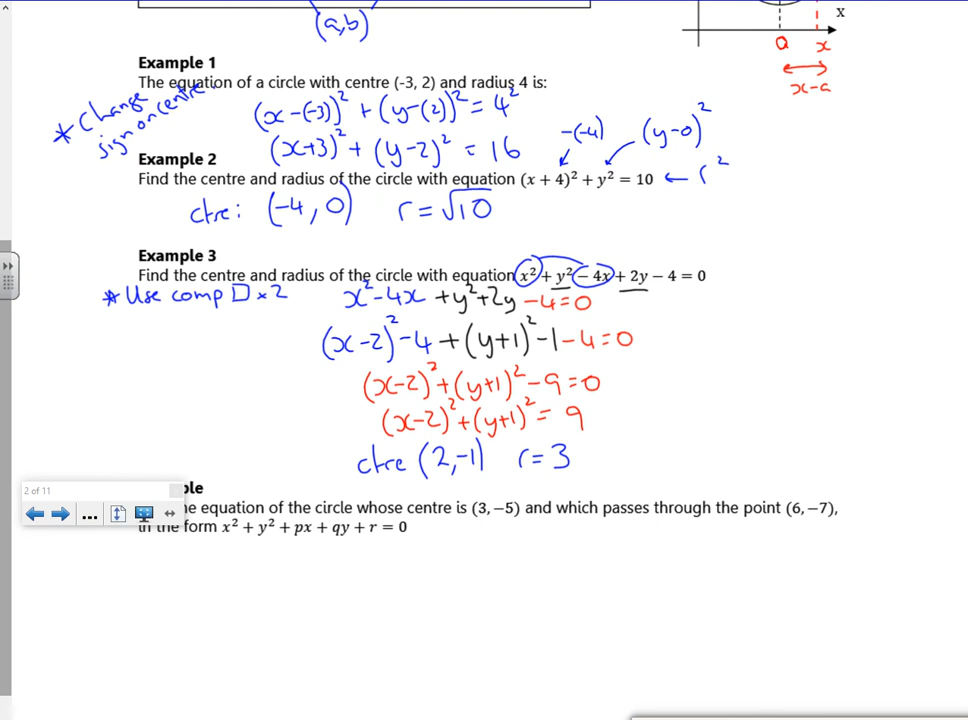 (a,b)
x
a x
x-a
Example 1
The equation of a circle with centre (-3, 2) and radius 4 is:
* Change sign on centre
(x-(-3))² + (y-(2))² = 4²
(x+3)² + (y-2)² = 16
-(-4) (y-0)²
Example 2
Find the centre and radius of the circle with equation (x + 4)² + y² = 10 ← r²
ctre: (-4, 0) r = √10
Example 3
Find the centre and radius of the circle with equation x² + y² − 4x + 2y − 4 = 0
* Use comp □ x 2 x²-4x +y²+2y -4=0
(x-2)²-4 + (y+1)² -1 -4=0
(x-2)²+(y+1)² -9=0
(x-2)²+(y+1)² = 9
ctre (2,-1) r=3
2 of 11
ple
he equation of the circle whose centre is (3, −5) and which passes through the point (6, −7),
in the form x² + y² + px + qy + r = 0